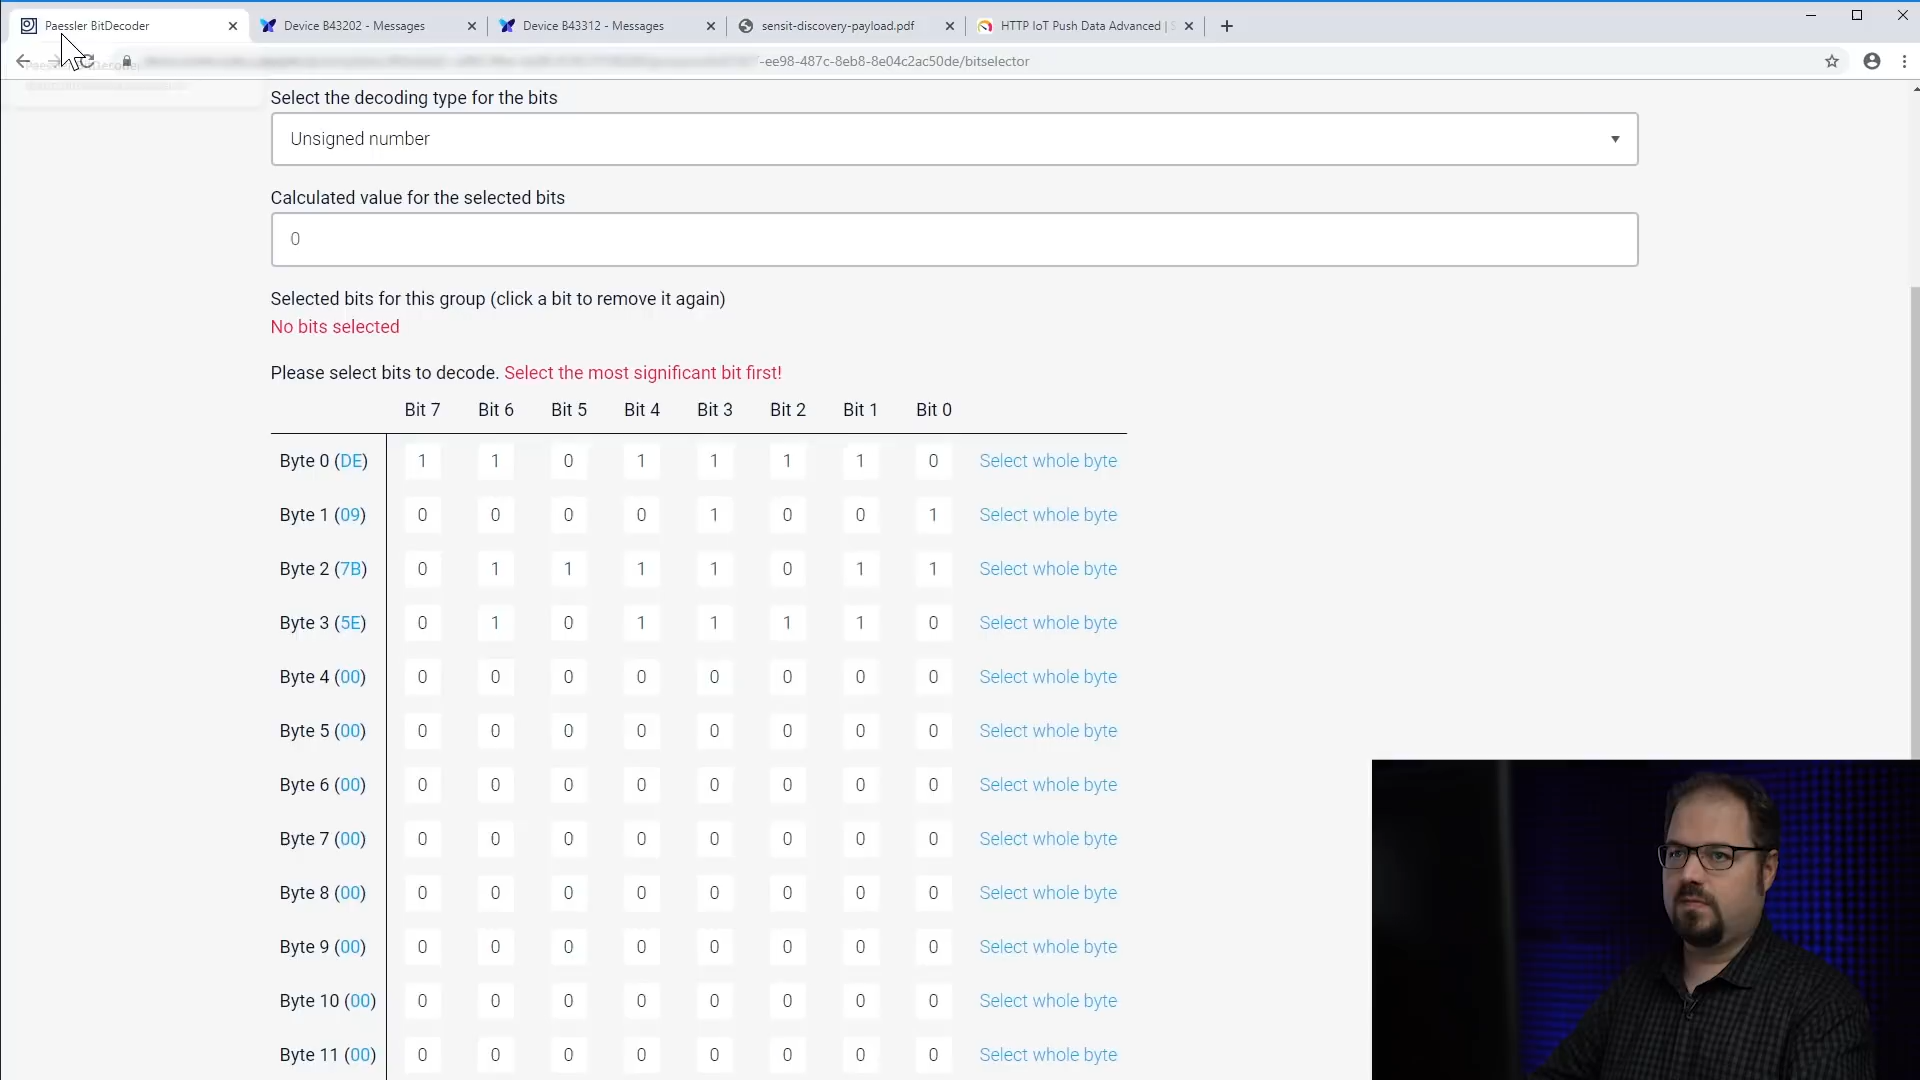 Paessler BitDecoder
Device B43202 - Messages
Device B43312 - Messages
sensit-discovery-payload.pdf
HTTP IoT Push Data Advanced | S
-ee98-487c-8eb8-8e04c2ac50de/bitselector
Select the decoding type for the bits
Unsigned number
Calculated value for the selected bits
0
Selected bits for this group (click a bit to remove it again)
No bits selected
Please select bits to decode. Select the most significant bit first!
Bit 7 Bit 6 Bit 5 Bit 4 Bit 3 Bit 2 Bit 1 Bit 0
Byte 0 (DE) 1 1 0 1 1 1 1 0 Select whole byte
Byte 1 (09) 0 0 0 0 1 0 0 1 Select whole byte
Byte 2 (7B) 0 1 1 1 1 0 1 1 Select whole byte
Byte 3 (5E) 0 1 0 1 1 1 1 0 Select whole byte
Byte 4 (00) 0 0 0 0 0 0 0 0 Select whole byte
Byte 5 (00) 0 0 0 0 0 0 0 0 Select whole byte
Byte 6 (00) 0 0 0 0 0 0 0 0 Select whole byte
Byte 7 (00) 0 0 0 0 0 0 0 0 Select whole byte
Byte 8 (00) 0 0 0 0 0 0 0 0 Select whole byte
Byte 9 (00) 0 0 0 0 0 0 0 0 Select whole byte
Byte 10 (00) 0 0 0 0 0 0 0 0 Select whole byte
Byte 11 (00) 0 0 0 0 0 0 0 0 Select whole byte